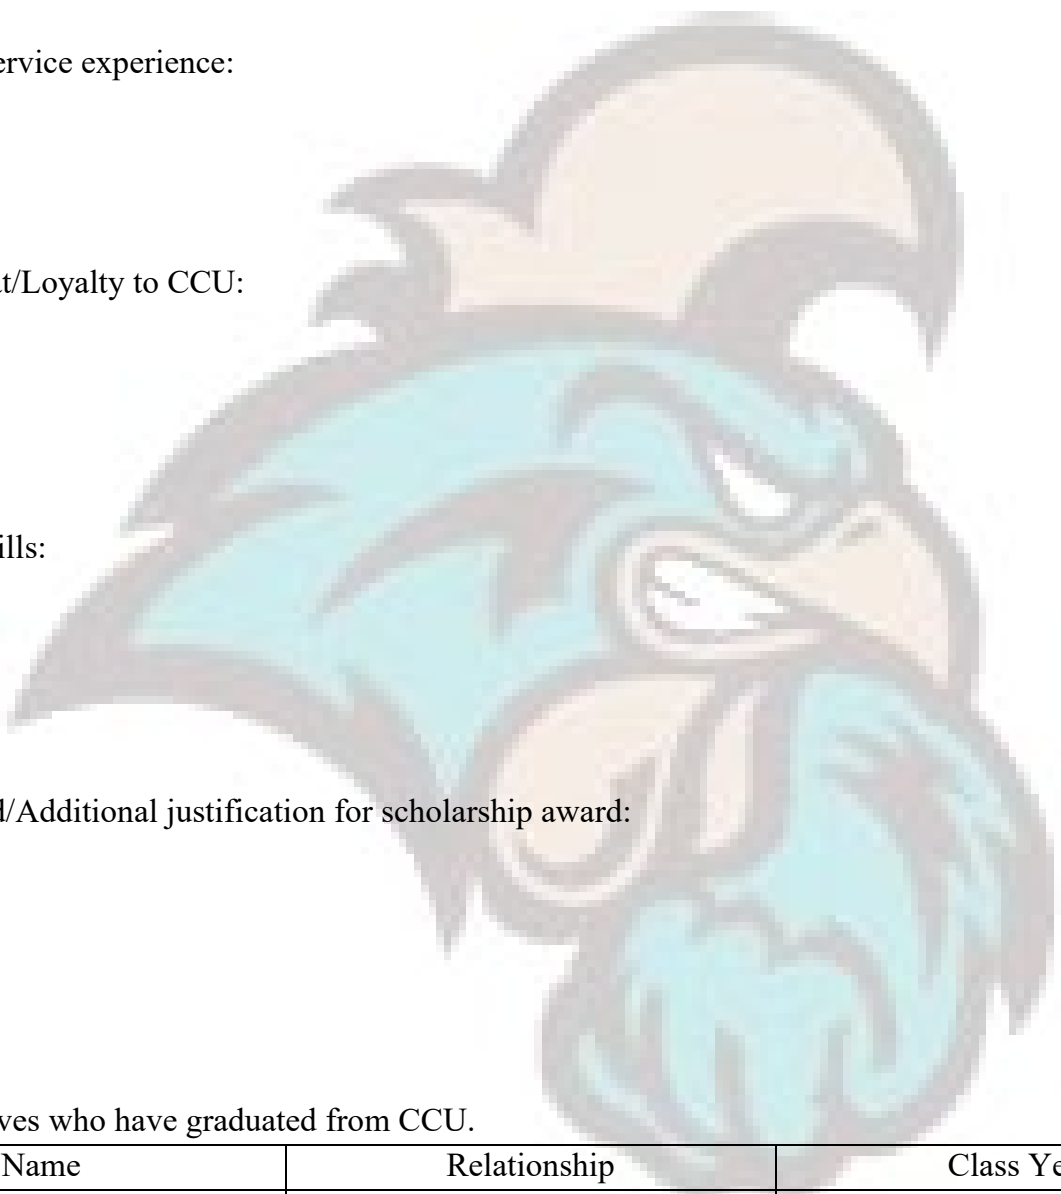 ervice experience:
t/Loyalty to CCU:
ills:
d/Additional justification for scholarship award:
ves who have graduated from CCU.
Name Relationship Class Ye